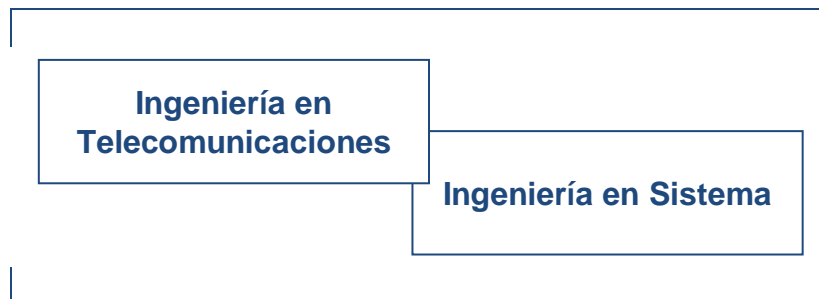 Ingeniería en
Telecomunicaciones
Ingeniería en Sistema